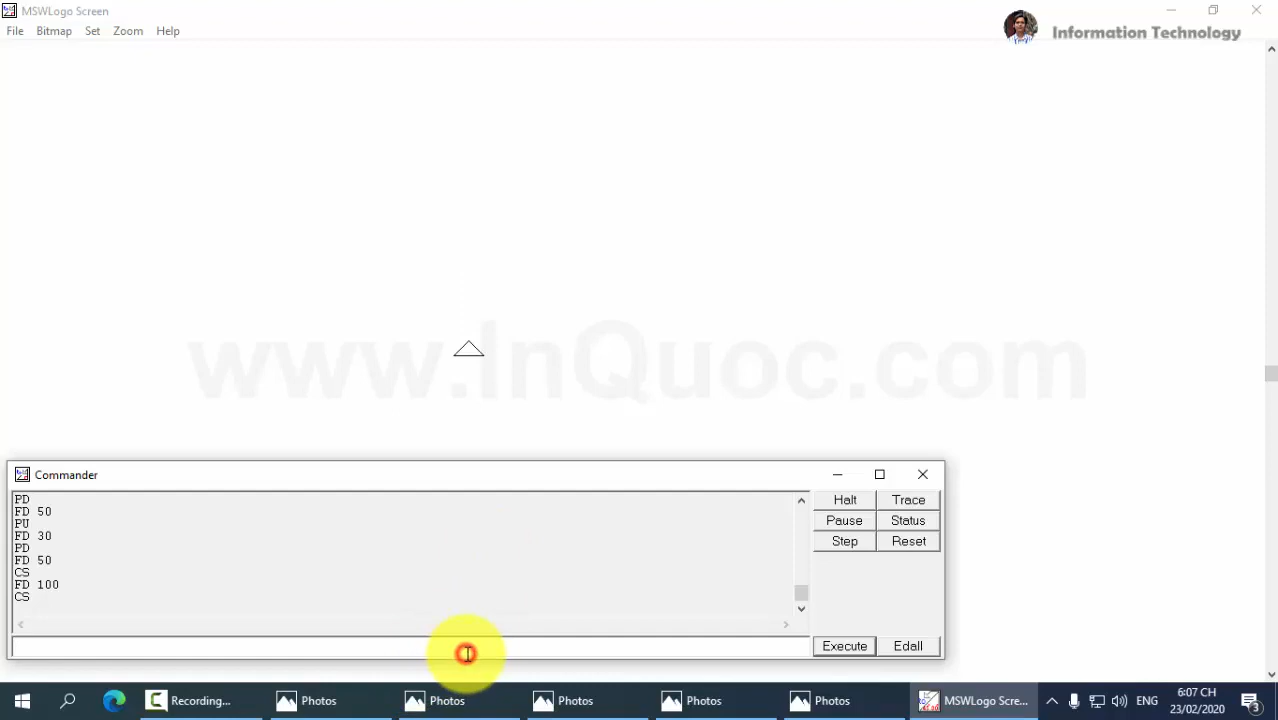 MSWLogo Screen
File Bitmap Set Zoom Help
Information Technology
www.InQuoc.com
Commander
PD
FD 50
PU
FD 30
PD
FD 50
CS
FD 100
CS
Halt Trace
Pause Status
Step Reset
Execute Edall
Recording... Photos Photos Photos Photos Photos MSWLogo Scre... ENG 6:07 CH
23/02/2020 3